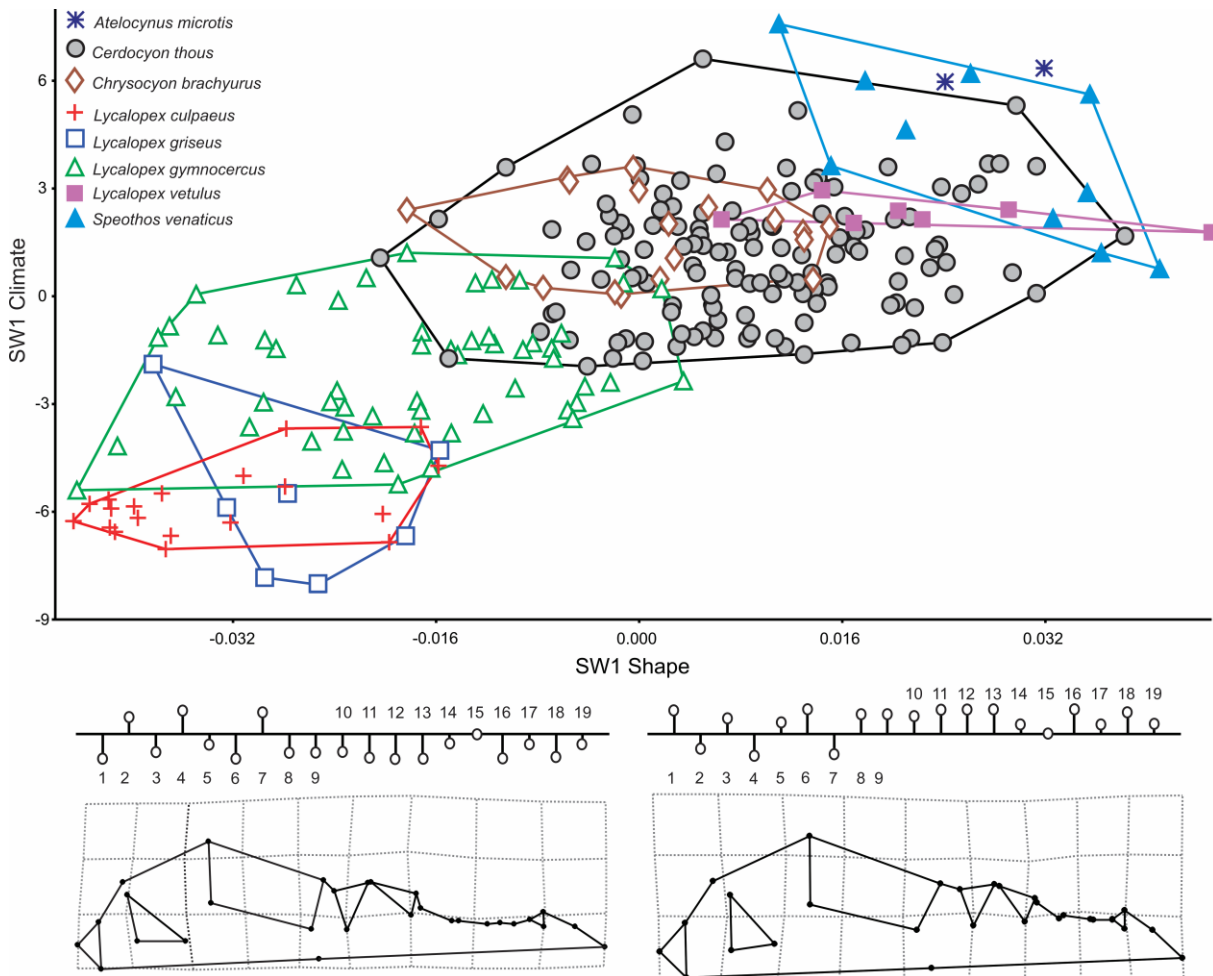 Atelocynus microtis
Cerdocyon thous
Chrysocyon brachyurus
Lycalopex culpaeus
Lycalopex griseus
Lycalopex gymnocercus
Lycalopex vetulus
Speothos venaticus
SW1 Climate
6
3
0
-3
-6
-9
-0.032 -0.016 0.000 0.016 0.032
SW1 Shape
10 11 12 13 14 15 16 17 18 19
1 2 3 4 5 6 7 8 9
10 11 12 13 14 15 16 17 18 19
1 2 3 4 5 6 7 8 9